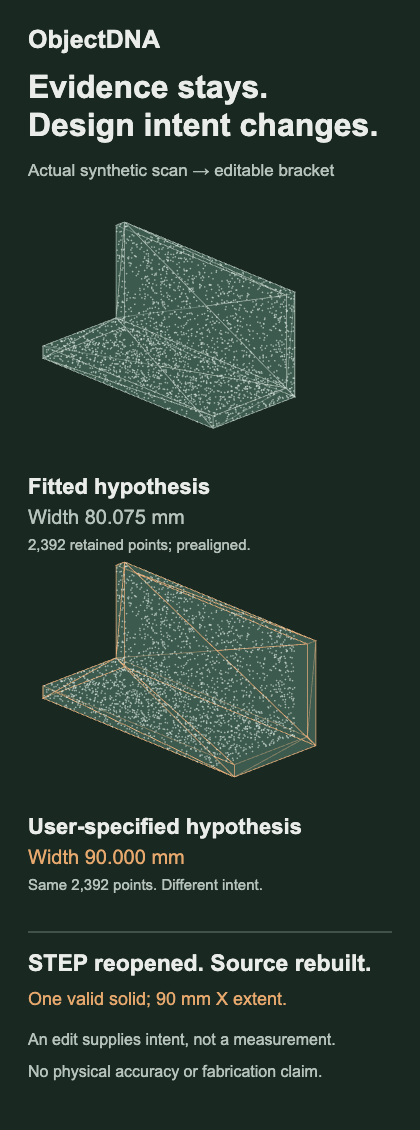 ObjectDNA
Evidence stays.
Design intent changes.
Actual synthetic scan → editable bracket
Fitted hypothesis
Width 80.075 mm
2,392 retained points; prealigned.
User-specified hypothesis
Width 90.000 mm
Same 2,392 points. Different intent.
STEP reopened. Source rebuilt.
One valid solid; 90 mm X extent.
An edit supplies intent, not a measurement.
No physical accuracy or fabrication claim.